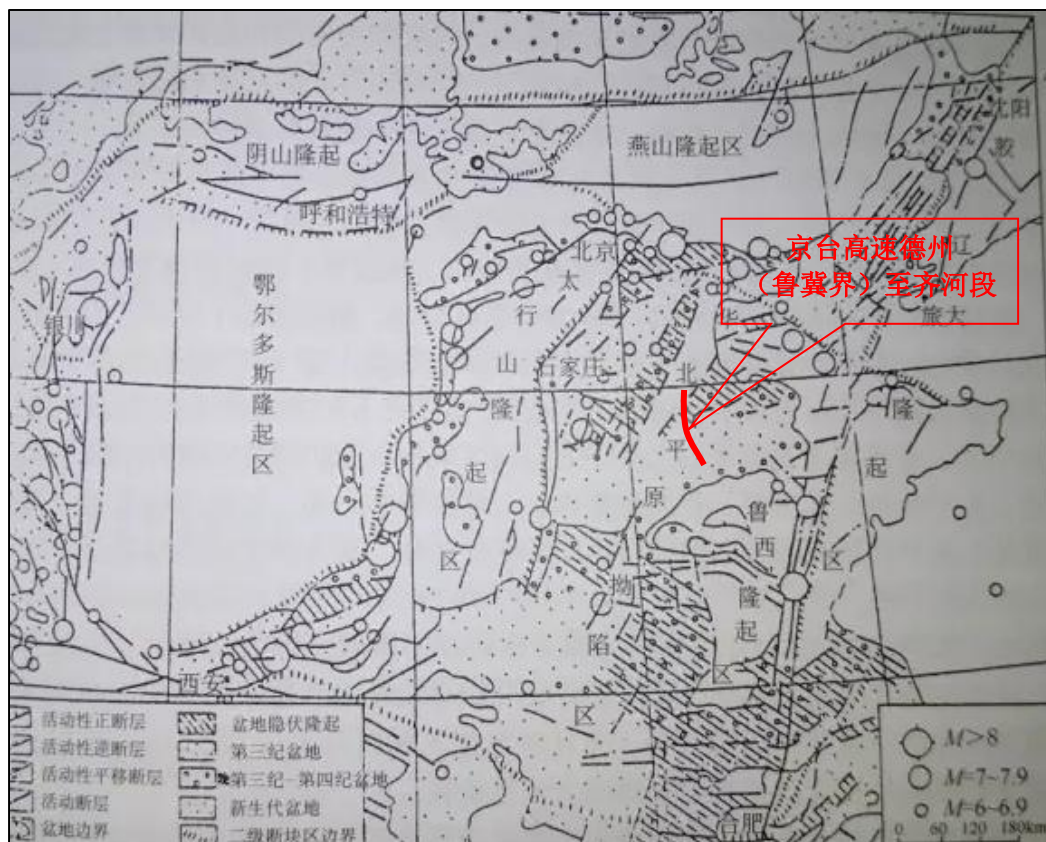 阴山隆起
燕山隆起区
沈阳
呼和浩特
北京
京台高速德州
（鲁冀界）至齐河段
辽
旅大
银川
鄂尔多斯隆起区
太行山隆起区
石家庄
华北平原拗陷区
鲁西隆起区
隆起区
西安
合肥
活动性正断层
活动性逆断层
活动性平移断层
活动断层
盆地边界
盆地隐伏隆起
第三纪盆地
第三纪-第四纪盆地
新生代盆地
二级断块区边界
M>8
M=7~7.9
M=6~6.9
0 60 120 180km